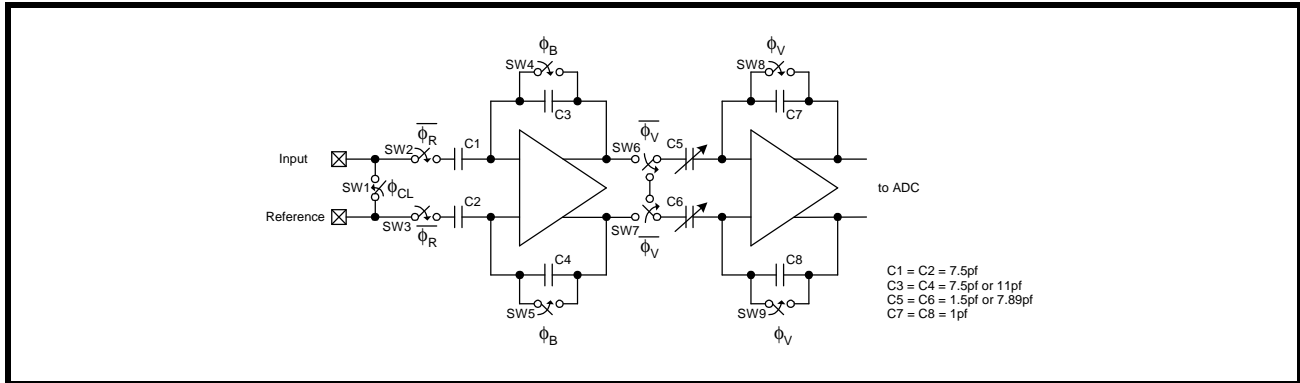 ϕB
SW4
C3
ϕV
SW8
C7
Input
SW2
ϕR
C1
SW6
ϕV
C5
SW1
ϕCL
to ADC
Reference
SW3
ϕR
C2
SW7
ϕV
C6
C4
SW5
ϕB
C8
SW9
ϕV
C1 = C2 = 7.5pf
C3 = C4 = 7.5pf or 11pf
C5 = C6 = 1.5pf or 7.89pf
C7 = C8 = 1pf